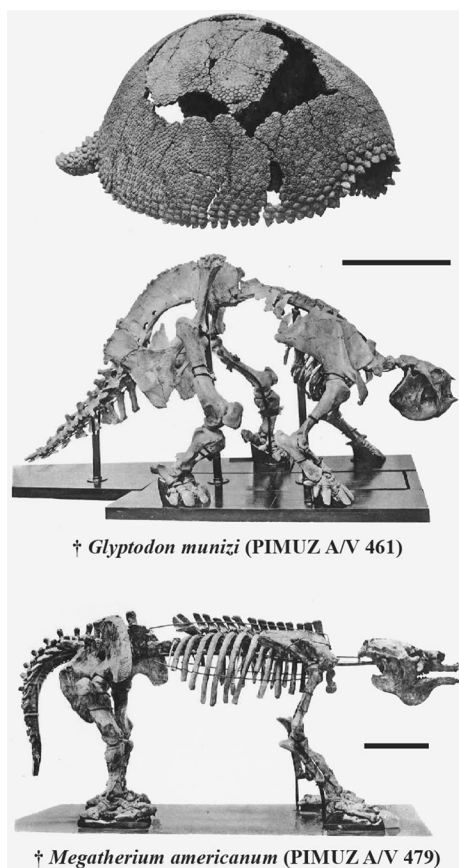 † Glyptodon munizi (PIMUZ A/V 461)
† Megatherium americanum (PIMUZ A/V 479)